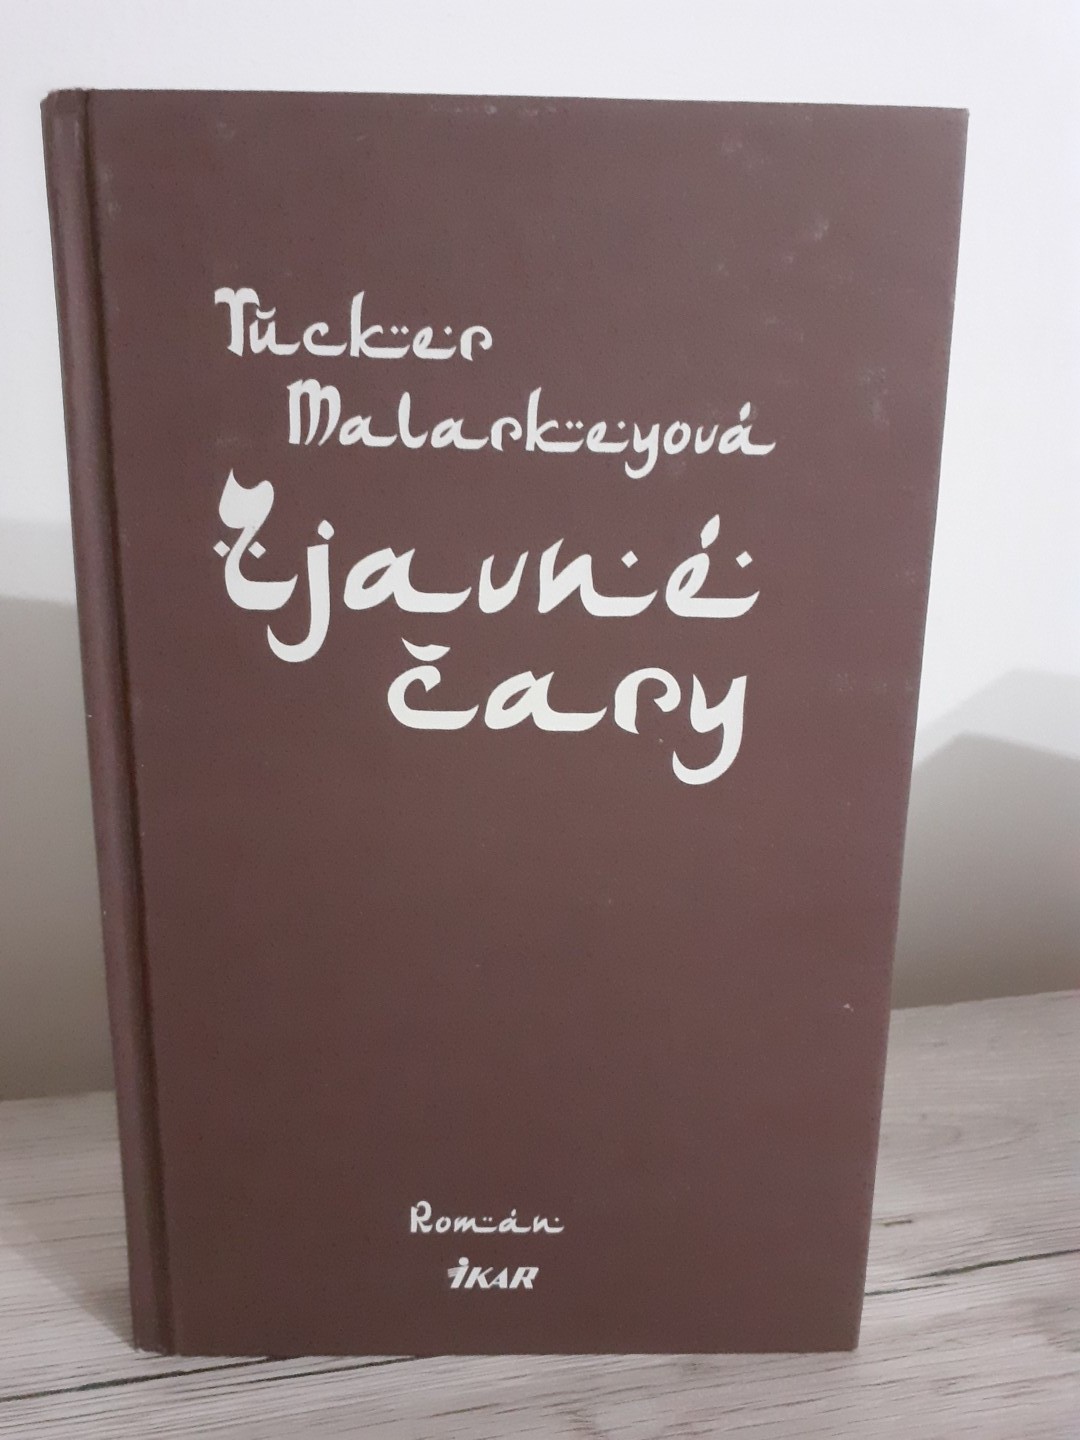 Tucker
Malarkeyová
Zjavné
čary
Román
IKAR